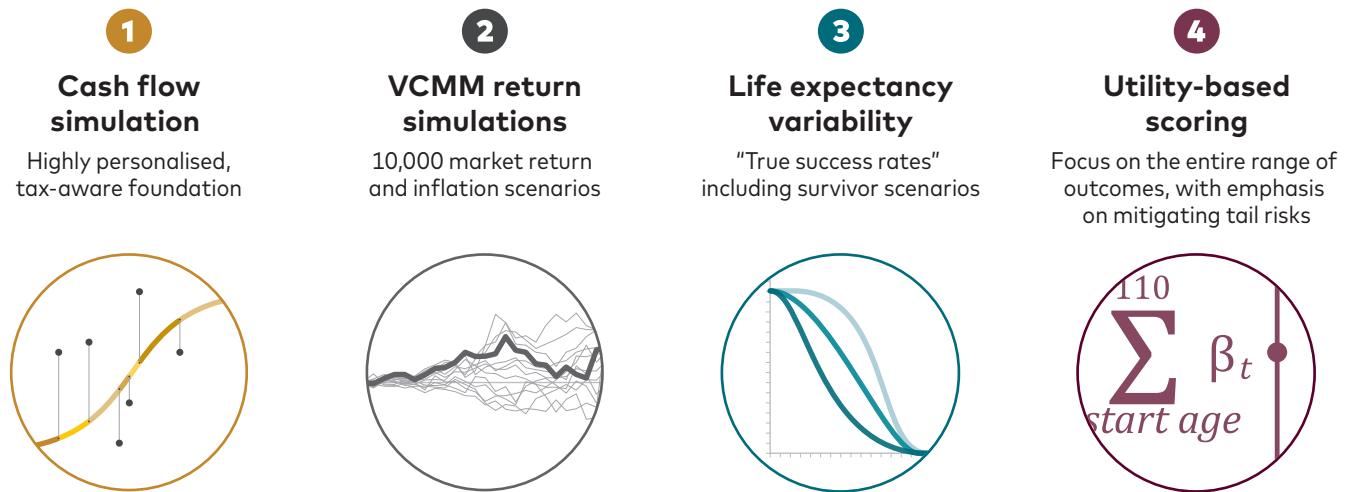 1
Cash flow
simulation
Highly personalised,
tax-aware foundation
2
VCMM return
simulations
10,000 market return
and inflation scenarios
3
Life expectancy
variability
“True success rates”
including survivor scenarios
4
Utility-based
scoring
Focus on the entire range of
outcomes, with emphasis
on mitigating tail risks
110
∑ βt
start age